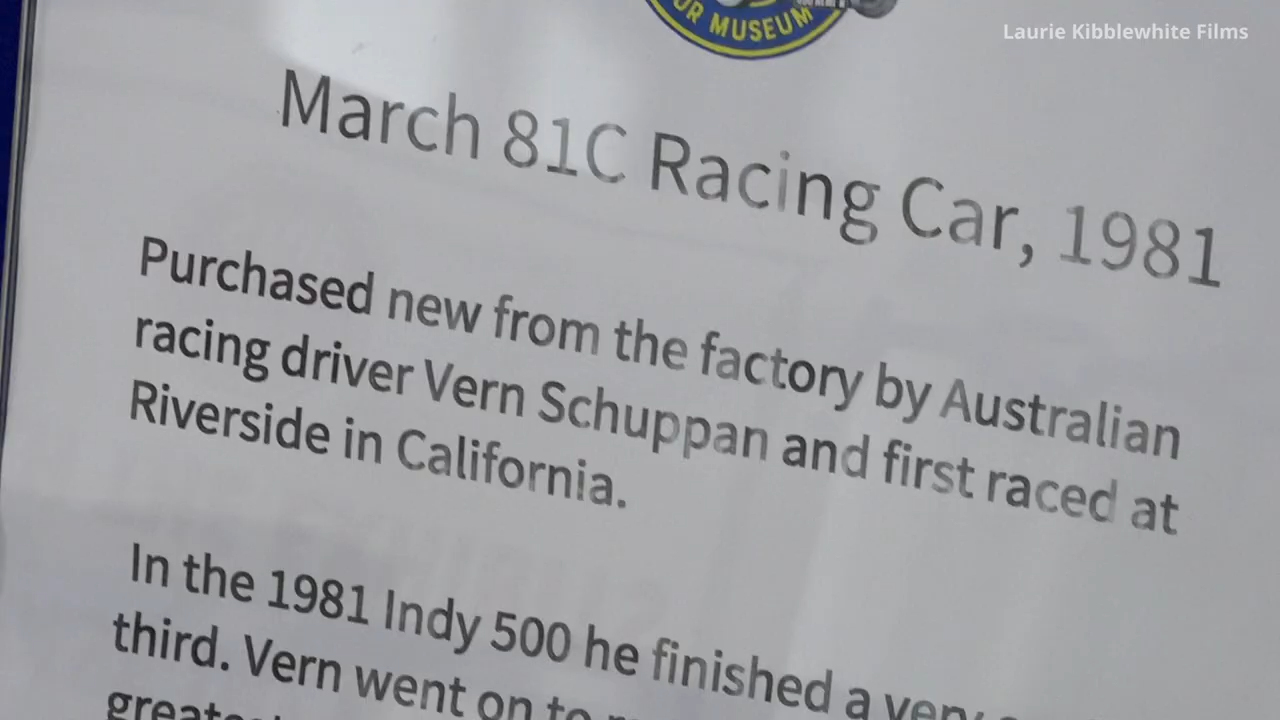 Laurie Kibblewhite Films
UR MUSEUM
March 81C Racing Car, 1981
Purchased new from the factory by Australian
racing driver Vern Schuppan and first raced at
Riverside in California.
In the 1981 Indy 500 he finished a very
third. Vern went on to